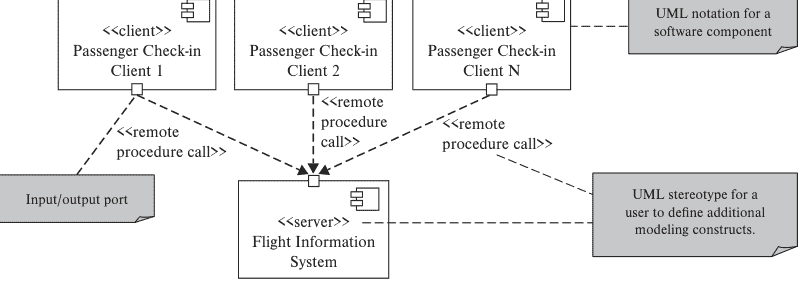 <<client>>
Passenger Check-in
Client 1
<<client>>
Passenger Check-in
Client 2
<<client>>
Passenger Check-in
Client N
UML notation for a
software component
<<remote
procedure call>>
<<remote
procedure
call>>
<<remote
procedure call>>
Input/output port
<<server>>
Flight Information
System
UML stereotype for a
user to define additional
modeling constructs.